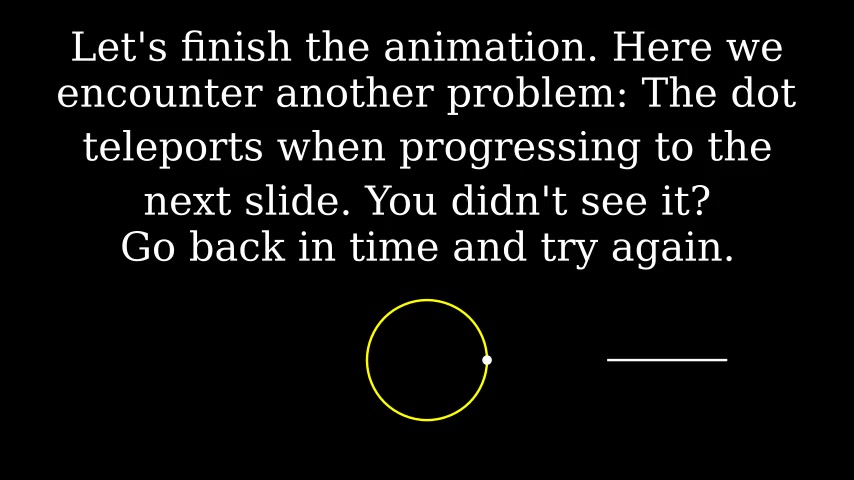 Let's finish the animation. Here we
encounter another problem: The dot
teleports when progressing to the
next slide. You didn't see it?
Go back in time and try again.